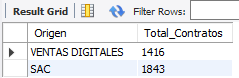 Result Grid Filter Rows:
Origen Total_Contratos
VENTAS DIGITALES 1416
SAC 1843